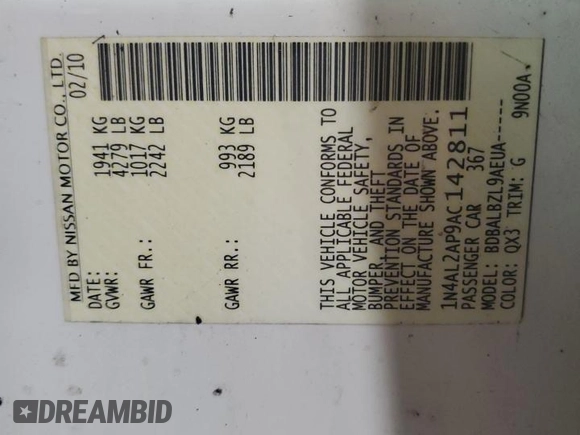 MFD BY NISSAN MOTOR CO., LTD.
DATE: 02/10
GVWR: 1941 KG
4279 LB
GAWR FR.: 1017 KG
2242 LB
GAWR RR.: 993 KG
2189 LB
THIS VEHICLE CONFORMS TO
ALL APPLICABLE FEDERAL
MOTOR VEHICLE SAFETY,
BUMPER, AND THEFT
PREVENTION STANDARDS IN
EFFECT ON THE DATE OF
MANUFACTURE SHOWN ABOVE.
1N4AL2AP9AC142811
PASSENGER CAR 367
MODEL: BDBALBZL9AEUA-----
COLOR: QX3 TRIM: G 9N00A
DREAMBID